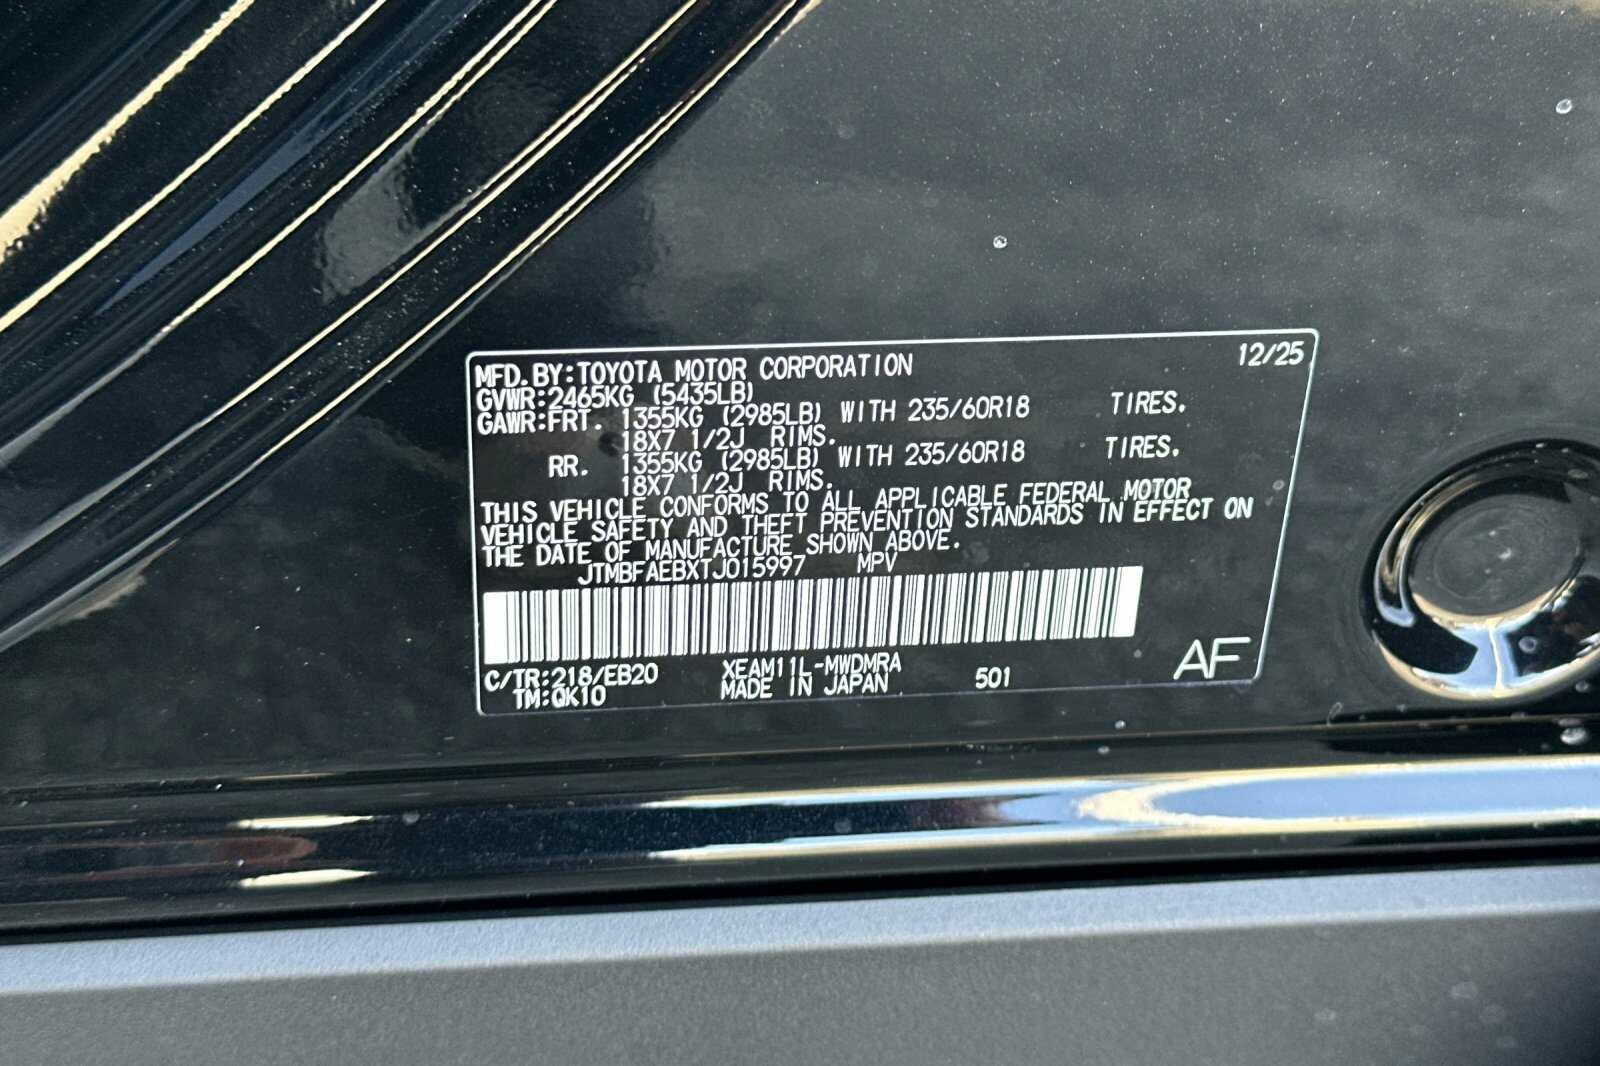 MFD. BY: TOYOTA MOTOR CORPORATION 12/25
GVWR: 2465KG (5435LB)
GAWR: FRT. 1355KG (2985LB) WITH 235/60R18 TIRES.
18X7 1/2J RIMS.
RR. 1355KG (2985LB) WITH 235/60R18 TIRES.
18X7 1/2J RIMS.
THIS VEHICLE CONFORMS TO ALL APPLICABLE FEDERAL MOTOR
VEHICLE SAFETY AND THEFT PREVENTION STANDARDS IN EFFECT ON
THE DATE OF MANUFACTURE SHOWN ABOVE.
JTMBFAEBXTJ015997 MPV
C/TR: 218/EB20 XEAM11L-MWDMRA
TM: QK10 MADE IN JAPAN 501 AF